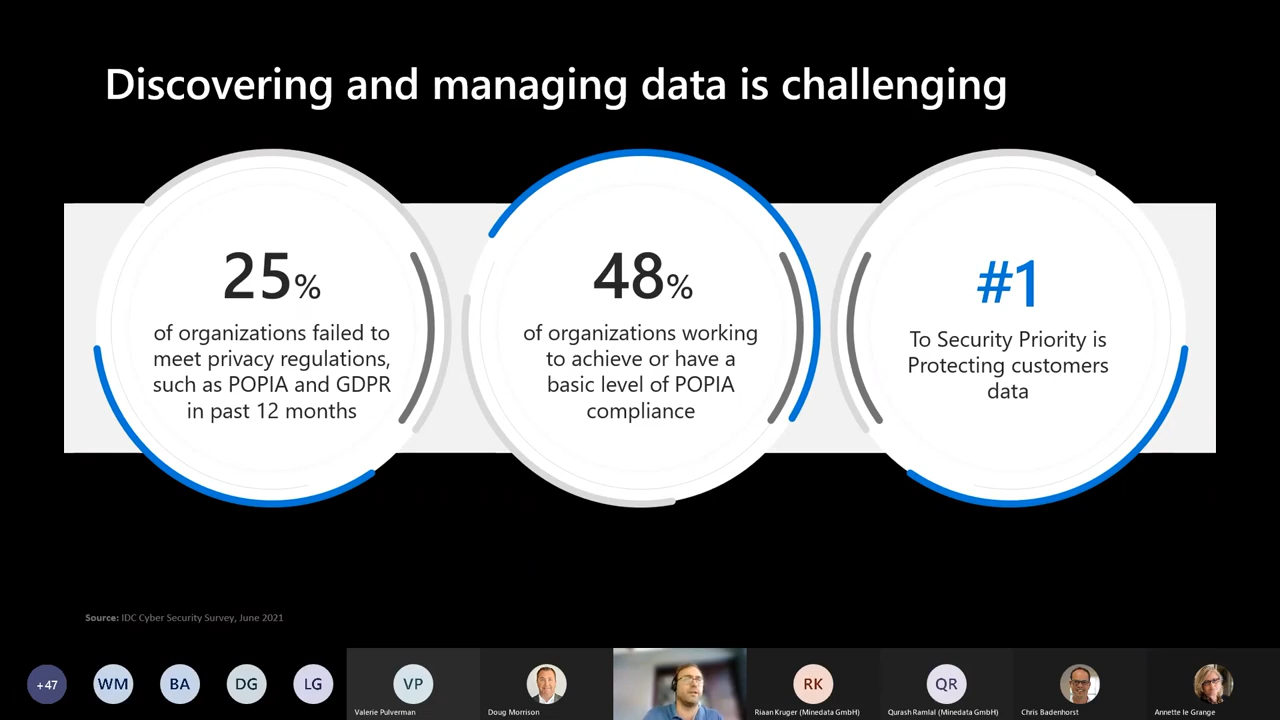 Discovering and managing data is challenging
25%
of organizations failed to
meet privacy regulations,
such as POPIA and GDPR
in past 12 months
48%
of organizations working
to achieve or have a
basic level of POPIA
compliance
#1
To Security Priority is
Protecting customers
data
Source: IDC Cyber Security Survey, June 2021
+47
WM
BA
DG
LG
VP
Valerie Pulverman
Doug Morrison
RK
Riaan Kruger (Minedata GmbH)
QR
Qurash Ramlal (Minedata GmbH)
Chris Badenhorst
Annette le Grange